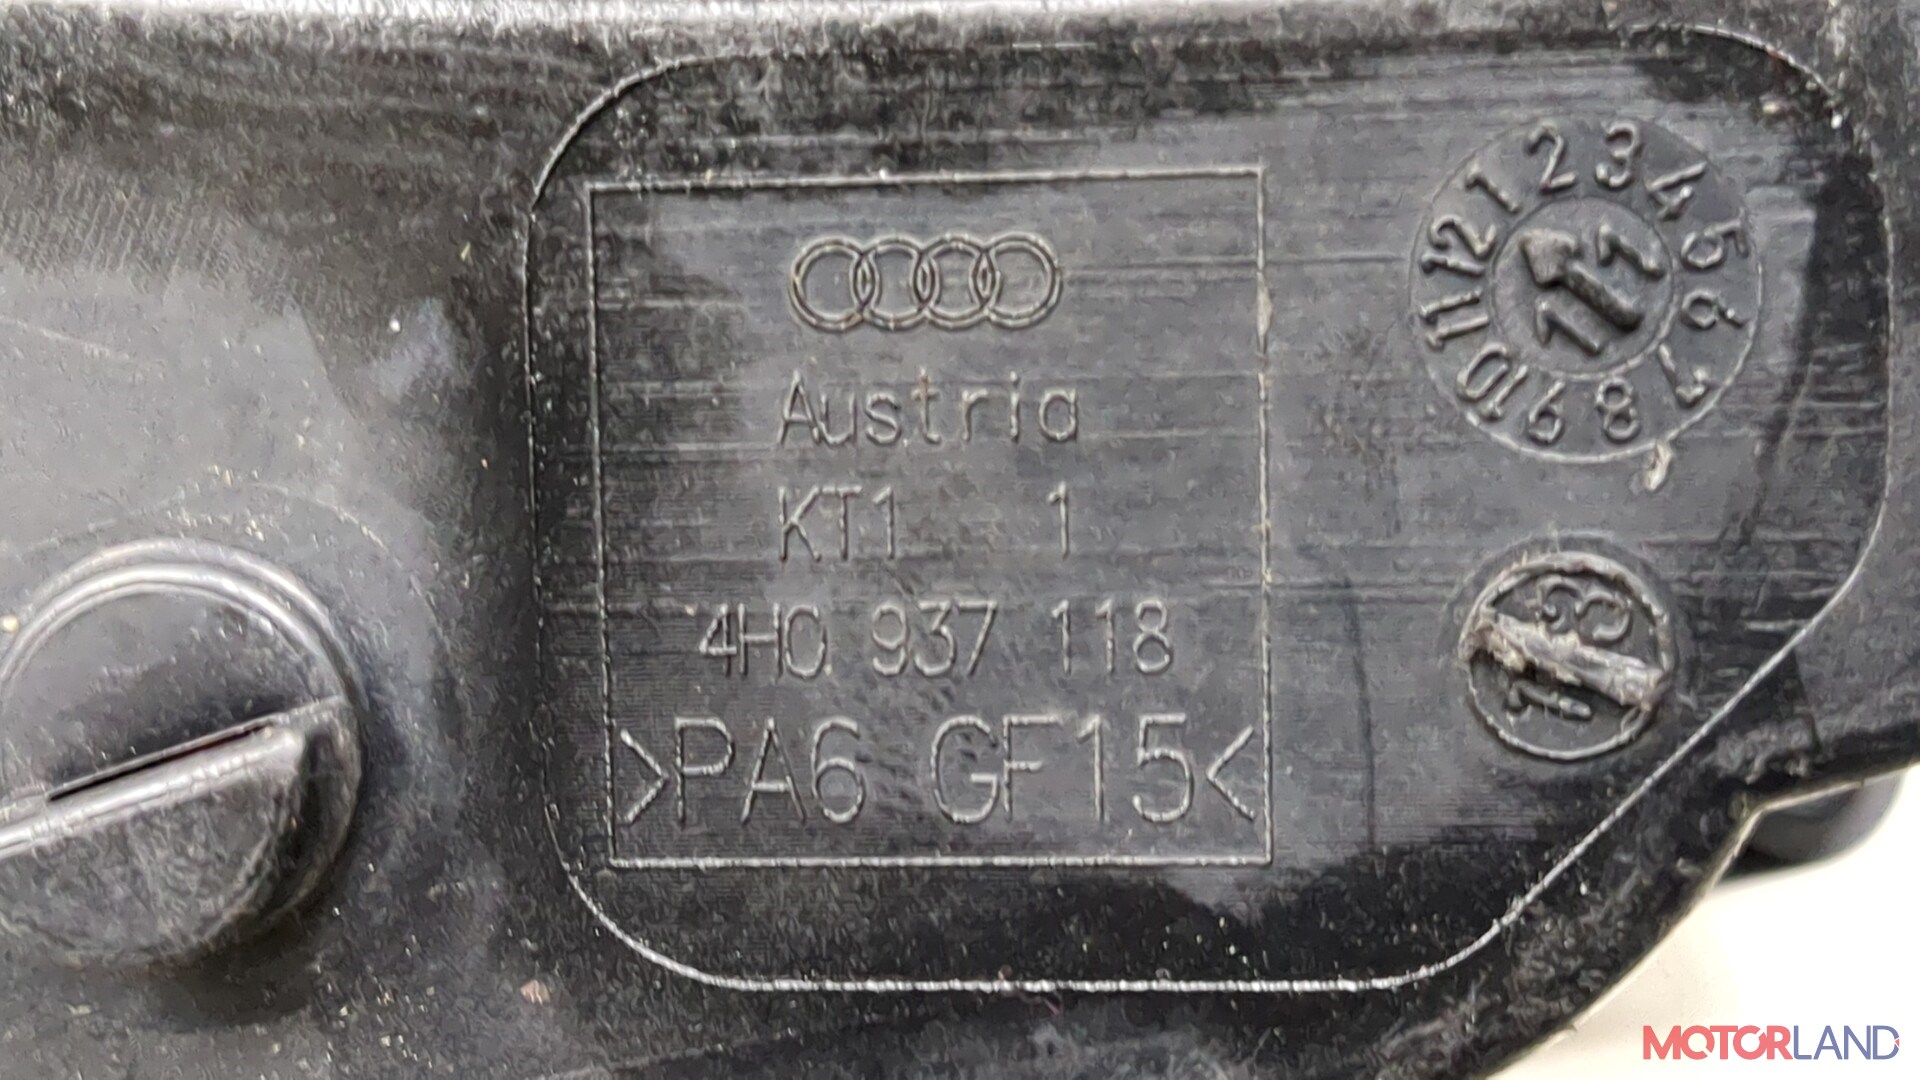 Austria
KT1 1
4H0 937 118
>PA6 GF15<
1 2 3 4 5 6 7 8 9 10 11 12
11
MOTORLAND